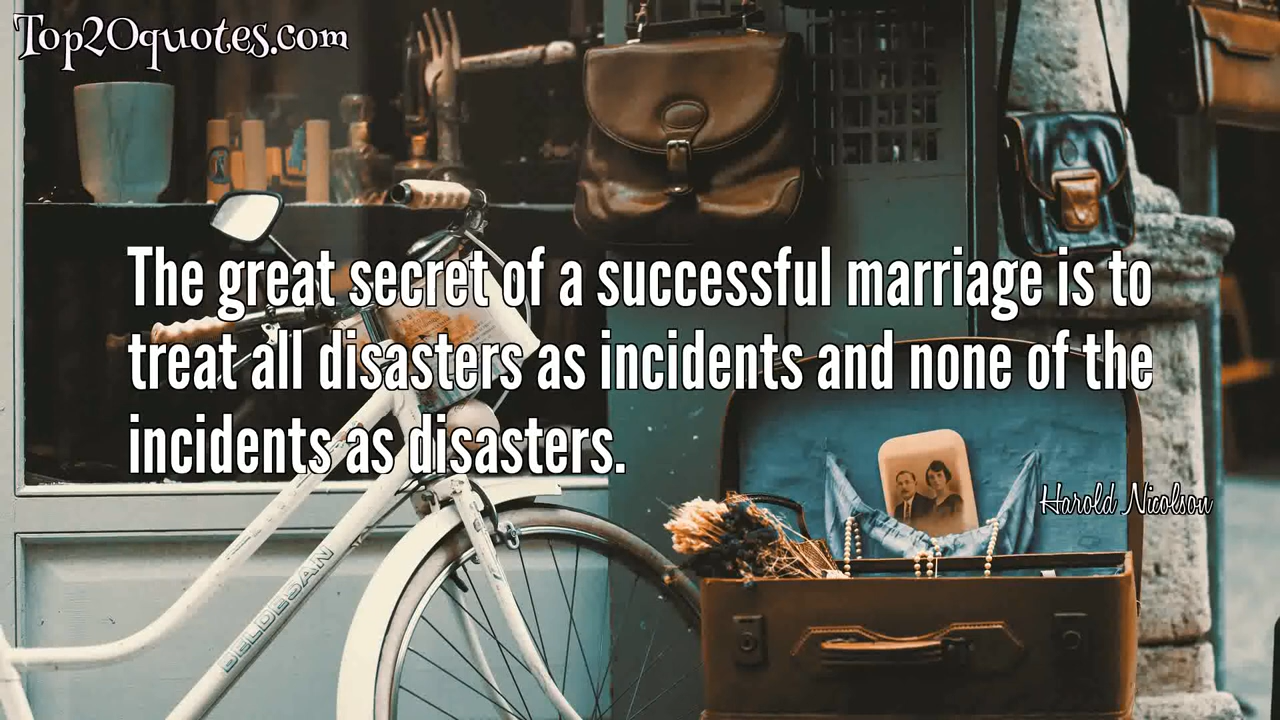 Top20quotes.com
The great secret of a successful marriage is to
treat all disasters as incidents and none of the
incidents as disasters.
Harold Nicolson
BELDESAN